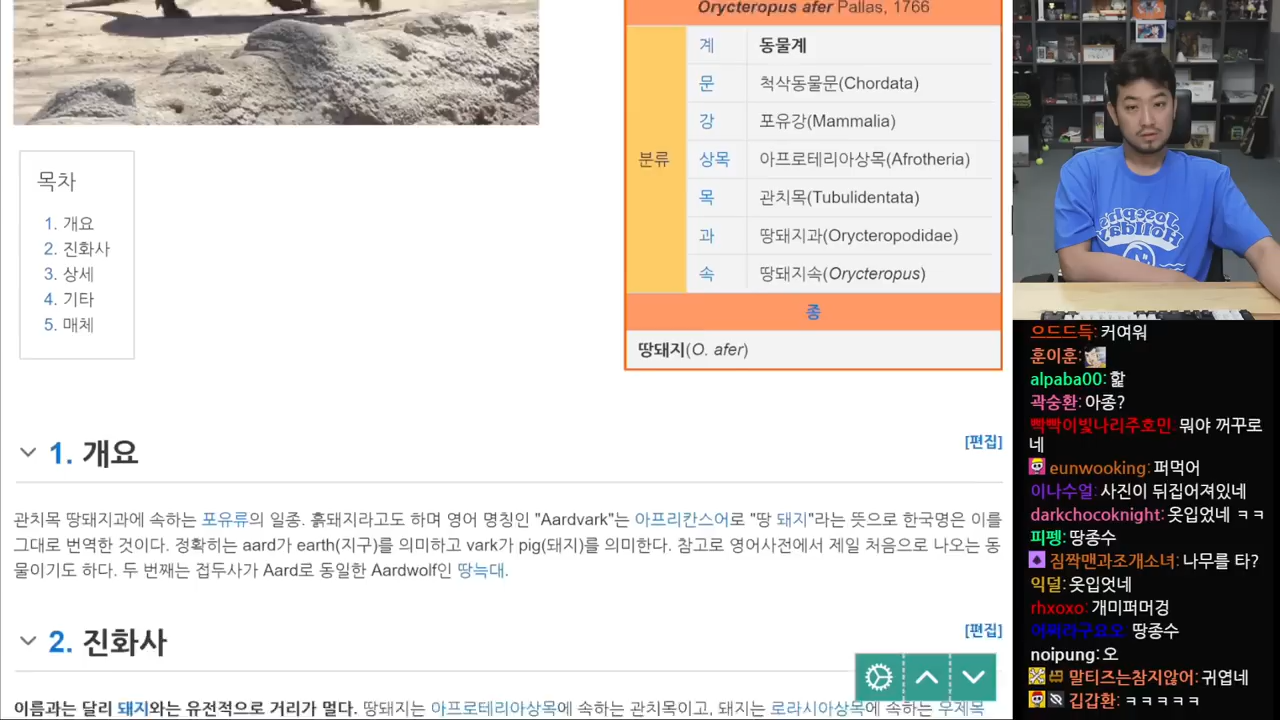 Orycteropus afer Pallas, 1766
분류
계 동물계
문 척삭동물문(Chordata)
강 포유강(Mammalia)
상목 아프로테리아상목(Afrotheria)
목 관치목(Tubulidentata)
과 땅돼지과(Orycteropodidae)
속 땅돼지속(Orycteropus)
종
땅돼지(O. afer)
목차
1. 개요
2. 진화사
3. 상세
4. 기타
5. 매체
1. 개요
[편집]
관치목 땅돼지과에 속하는 포유류의 일종. 흙돼지라고도 하며 영어 명칭인 "Aardvark"는 아프리칸스어로 "땅 돼지"라는 뜻으로 한국명은 이를
그대로 번역한 것이다. 정확히는 aard가 earth(지구)를 의미하고 vark가 pig(돼지)를 의미한다. 참고로 영어사전에서 제일 처음으로 나오는 동
물이기도 하다. 두 번째는 접두사가 Aard로 동일한 Aardwolf인 땅늑대.
2. 진화사
[편집]
이름과는 달리 돼지와는 유전적으로 거리가 멀다. 땅돼지는 아프로테리아상목에 속하는 관치목이고, 돼지는 로라시아상목에 속하는 우제목
Joseph's
Holiday
으드드득: 커여워
훈이훈:
alpaba00: 핥
곽숭환: 아종?
빡빡이빛나리주호민: 뭐야 꺼꾸로
네
eunwooking: 퍼먹어
이나수얼: 사진이 뒤집어져있네
darkchocoknight: 옷입었네 ㅋㅋ
피펭: 땅종수
짐짝맨과조개소녀: 나무를 타?
익덜: 옷입엇네
rhxoxo: 개미퍼머겅
어쩌라구요오: 땅종수
noipung: 오
말티즈는참지않어: 귀엽네
김갑환: ㅋㅋㅋㅋㅋ